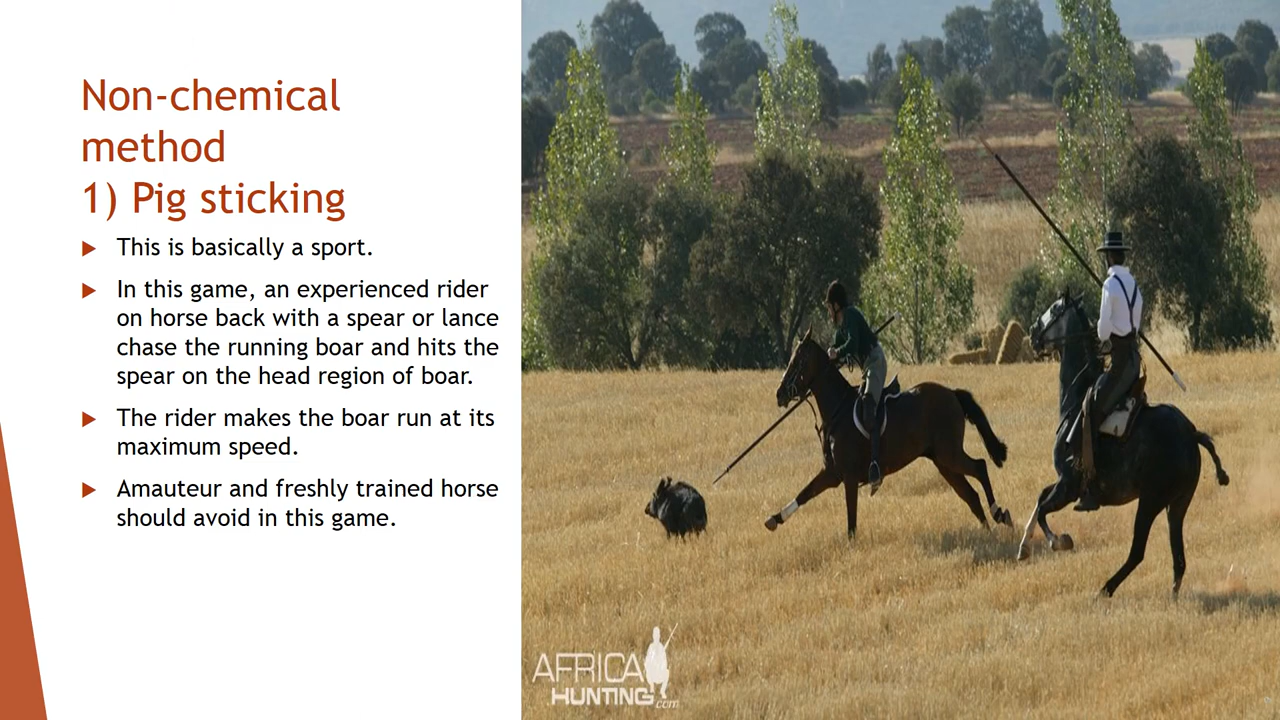 Non-chemical
method
1) Pig sticking
This is basically a sport.
In this game, an experienced rider
on horse back with a spear or lance
chase the running boar and hits the
spear on the head region of boar.
The rider makes the boar run at its
maximum speed.
Amauteur and freshly trained horse
should avoid in this game.
AFRICA
HUNTING.com